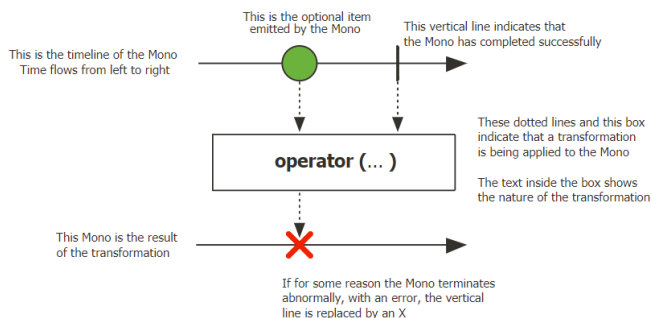 This is the optional item
emitted by the Mono
This vertical line indicates that
the Mono has completed successfully
This is the timeline of the Mono
Time flows from left to right
These dotted lines and this box
indicate that a transformation
is being applied to the Mono
operator (... )
The text inside the box shows
the nature of the transformation
This Mono is the result
of the transformation
If for some reason the Mono terminates
abnormally, with an error, the vertical
line is replaced by an X